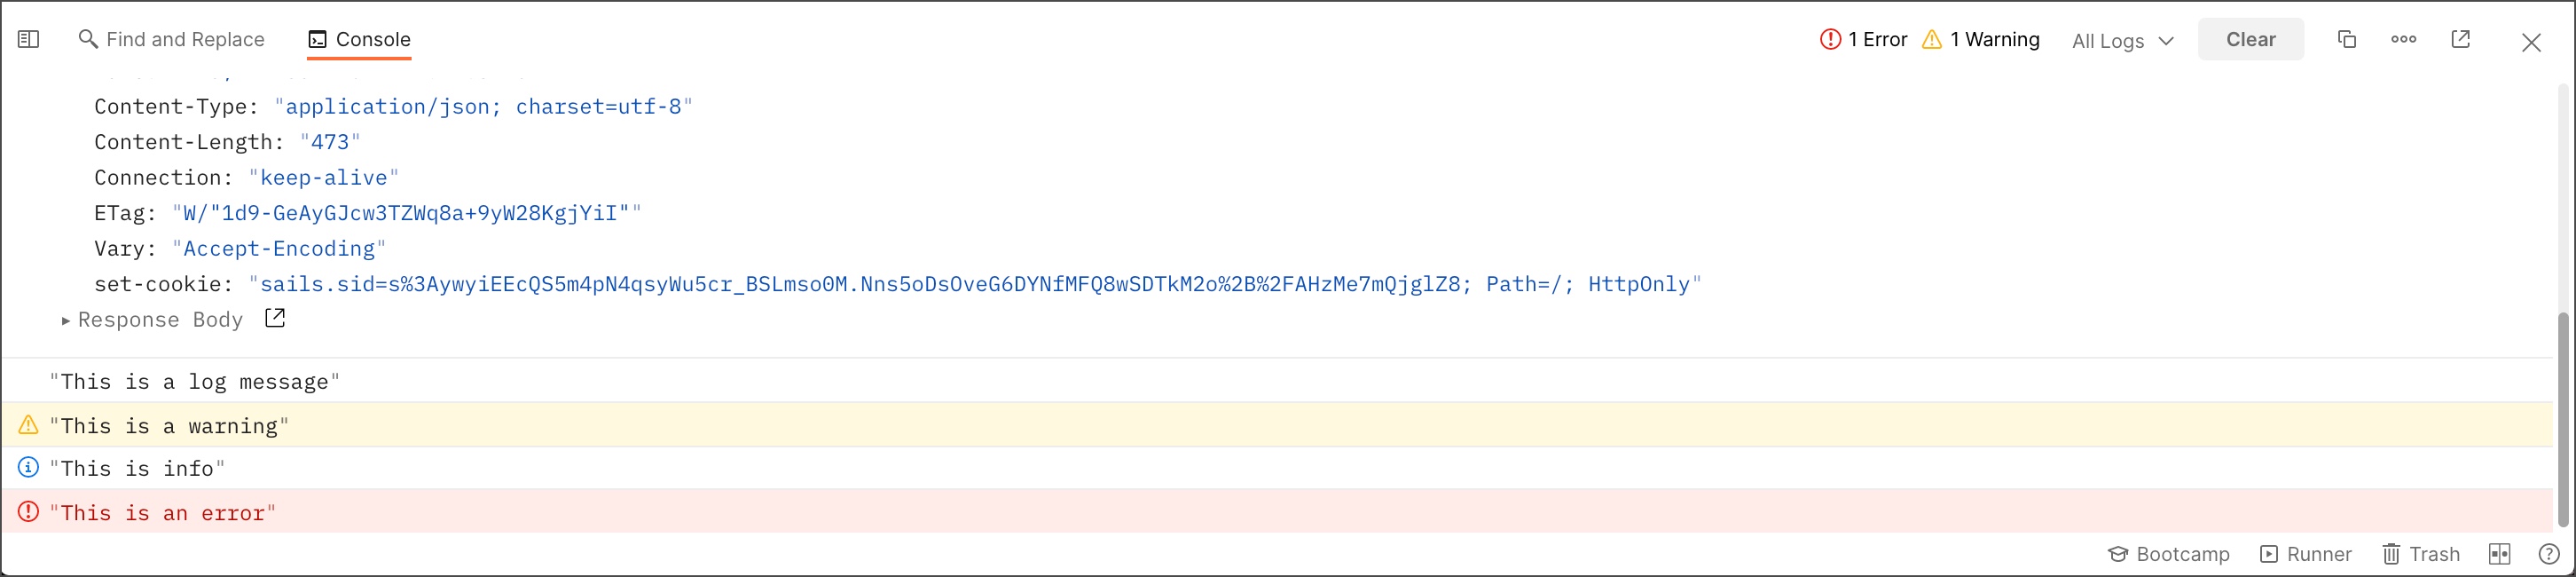 Find and Replace
Console
1 Error
1 Warning
All Logs
Clear
Content-Type: "application/json; charset=utf-8"
Content-Length: "473"
Connection: "keep-alive"
ETag: "W/"1d9-GeAyGJcw3TZWq8a+9yW28KgjYiI""
Vary: "Accept-Encoding"
set-cookie: "sails.sid=s%3AywyiEEcQS5m4pN4qsyWu5cr_BSLmso0M.Nns5oDsOveG6DYNfMFQ8wSDTkM2o%2B%2FAHzMe7mQjglZ8; Path=/; HttpOnly"
Response Body
"This is a log message"
"This is a warning"
"This is info"
"This is an error"
Bootcamp
Runner
Trash